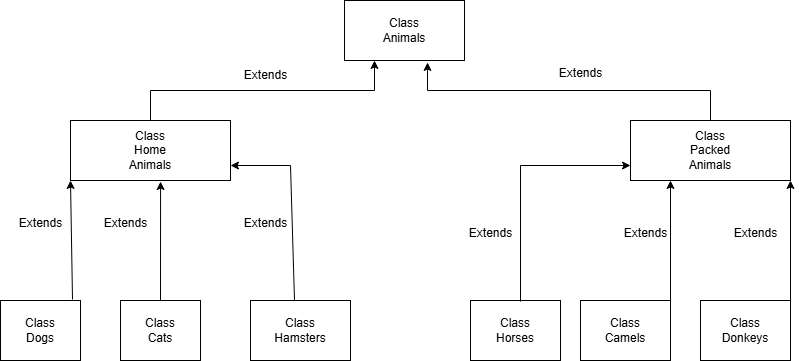 Class
Animals
Extends
Extends
Class
Home
Animals
Class
Packed
Animals
Extends
Extends
Extends
Extends
Extends
Extends
Class
Dogs
Class
Cats
Class
Hamsters
Class
Horses
Class
Camels
Class
Donkeys